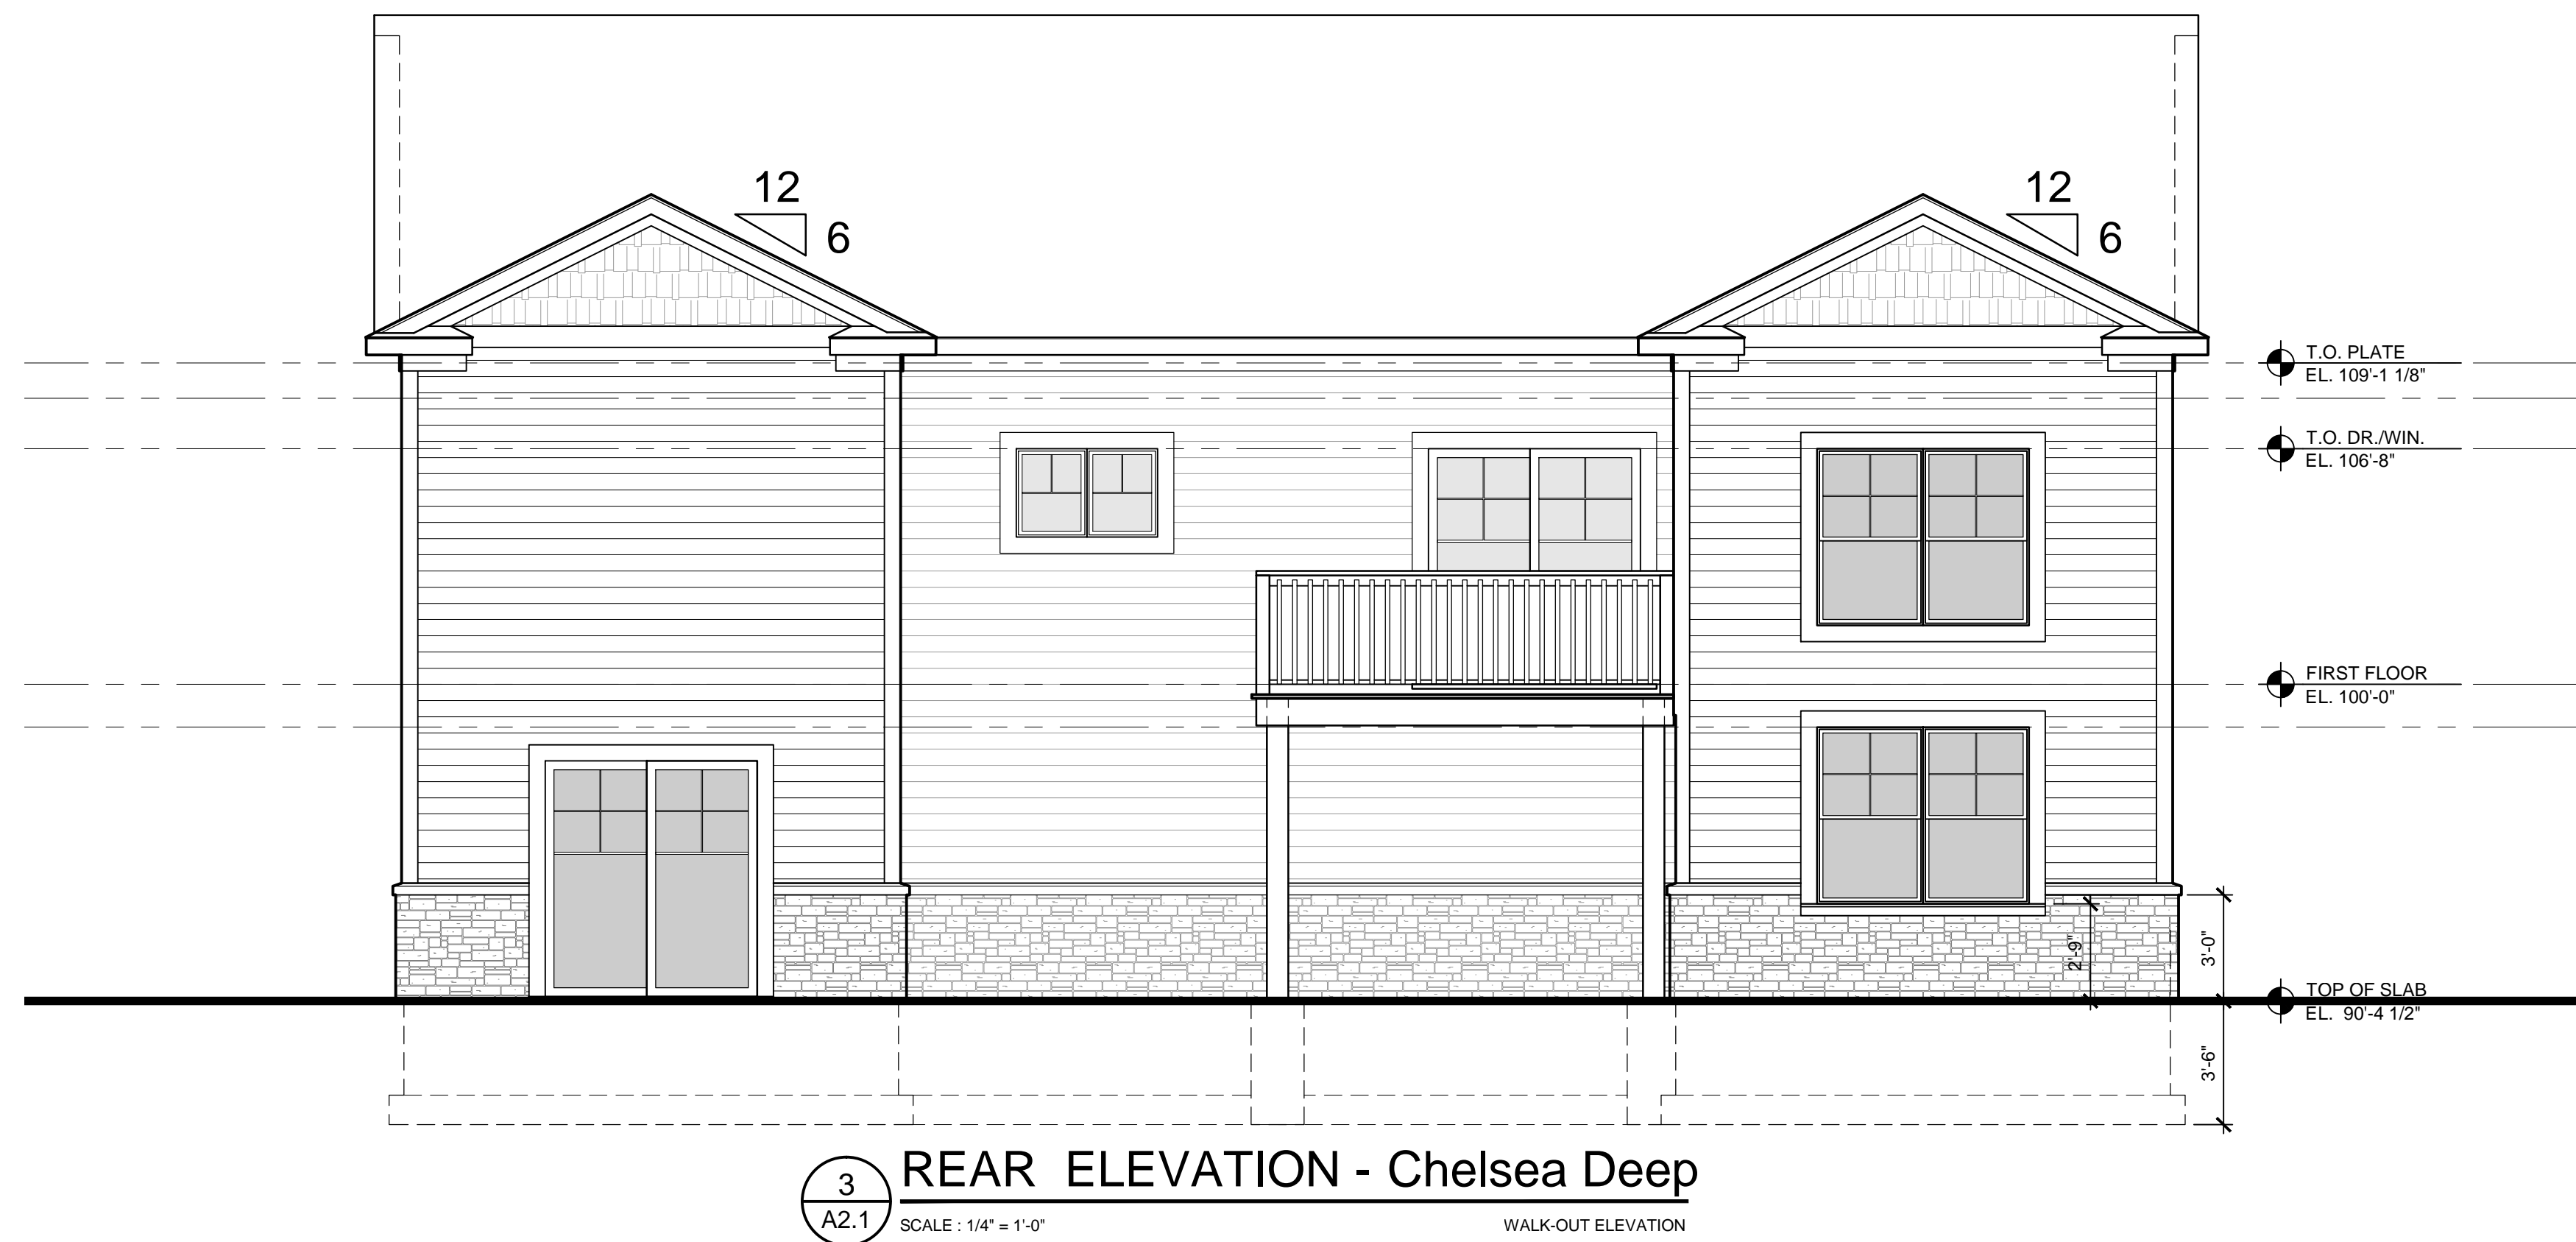 12
6
12
6
T.O. PLATE
EL. 109'-1 1/8"
T.O. DR./WIN.
EL. 106'-8"
FIRST FLOOR
EL. 100'-0"
2'-9"
3'-0"
TOP OF SLAB
EL. 90'-4 1/2"
3'-6"
3
A2.1
REAR ELEVATION - Chelsea Deep
SCALE : 1/4" = 1'-0"
WALK-OUT ELEVATION